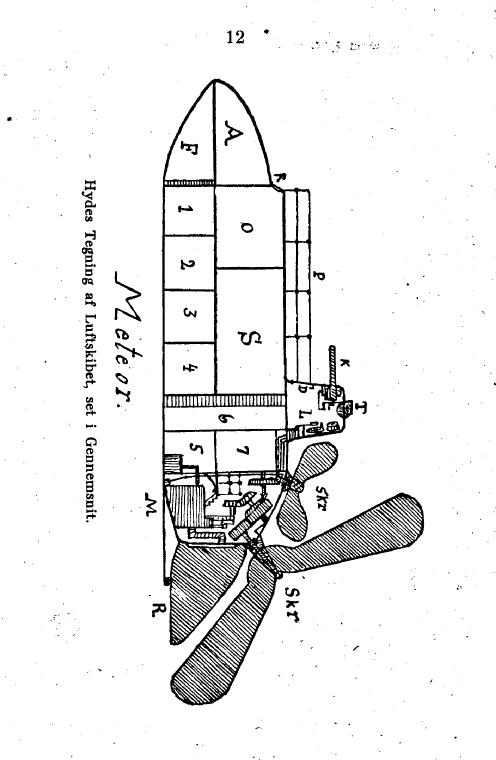 12
A
F
R
1
O
2
P
3
S
4
K
D
L
T
6
5
7
Skr
M
Skr
R
Meteor.
Hydes Tegning af Luftskibet, set i Gennemsnit.